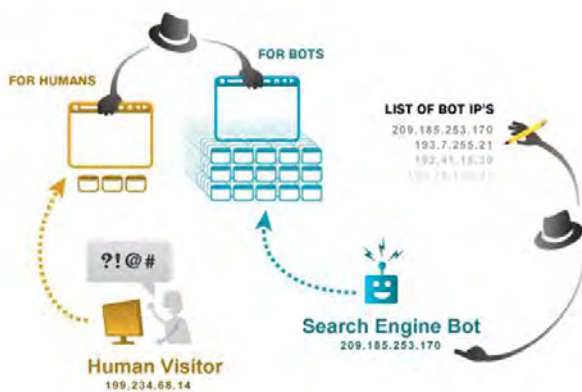 FOR HUMANS
FOR BOTS
LIST OF BOT IP'S
209.185.253.170
193.7.255.21
?!@#
Search Engine Bot
209.185.253.170
Human Visitor
199.234.68.14